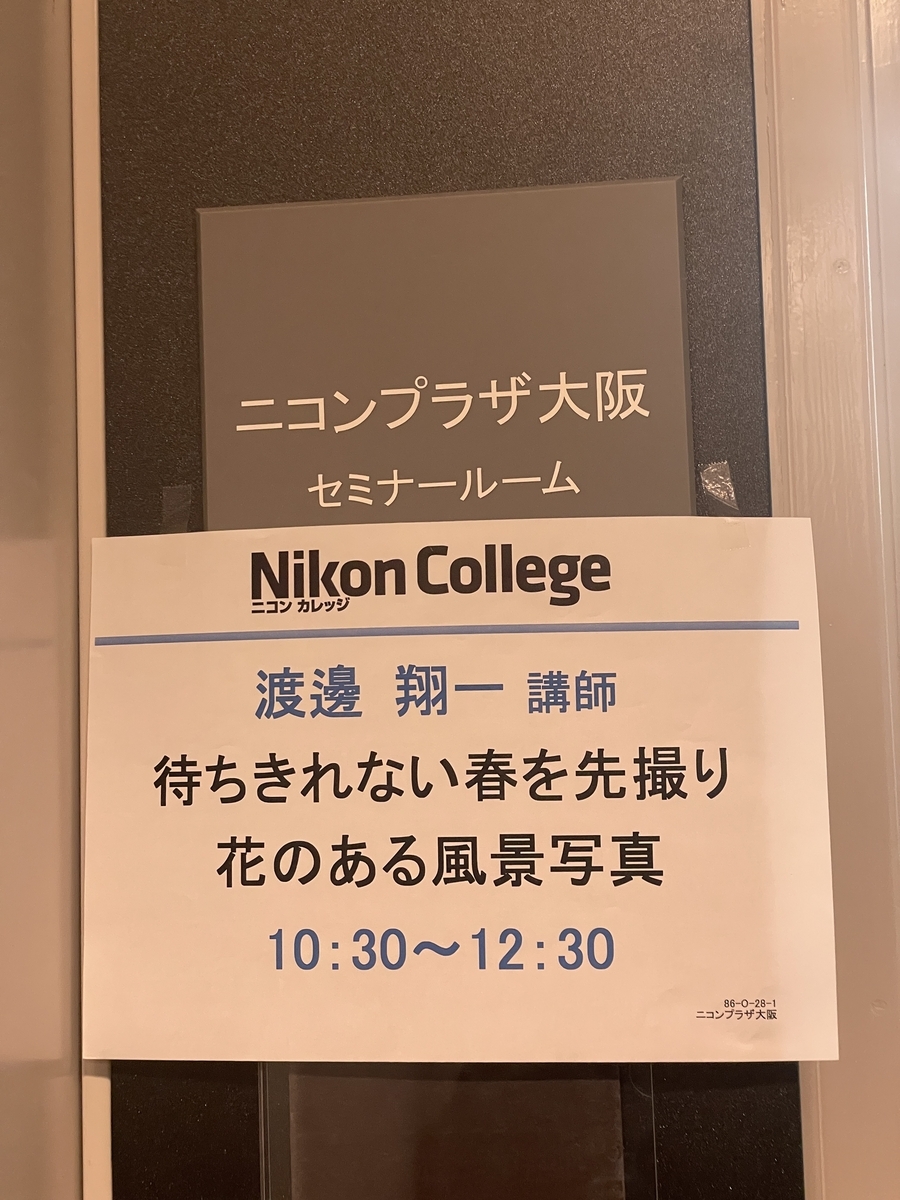 ニコンプラザ大阪
セミナールーム
Nikon College
ニコン カレッジ
渡邊 翔一 講師
待ちきれない春を先撮り
花のある風景写真
10:30～12:30
86-O-28-1
ニコンプラザ大阪